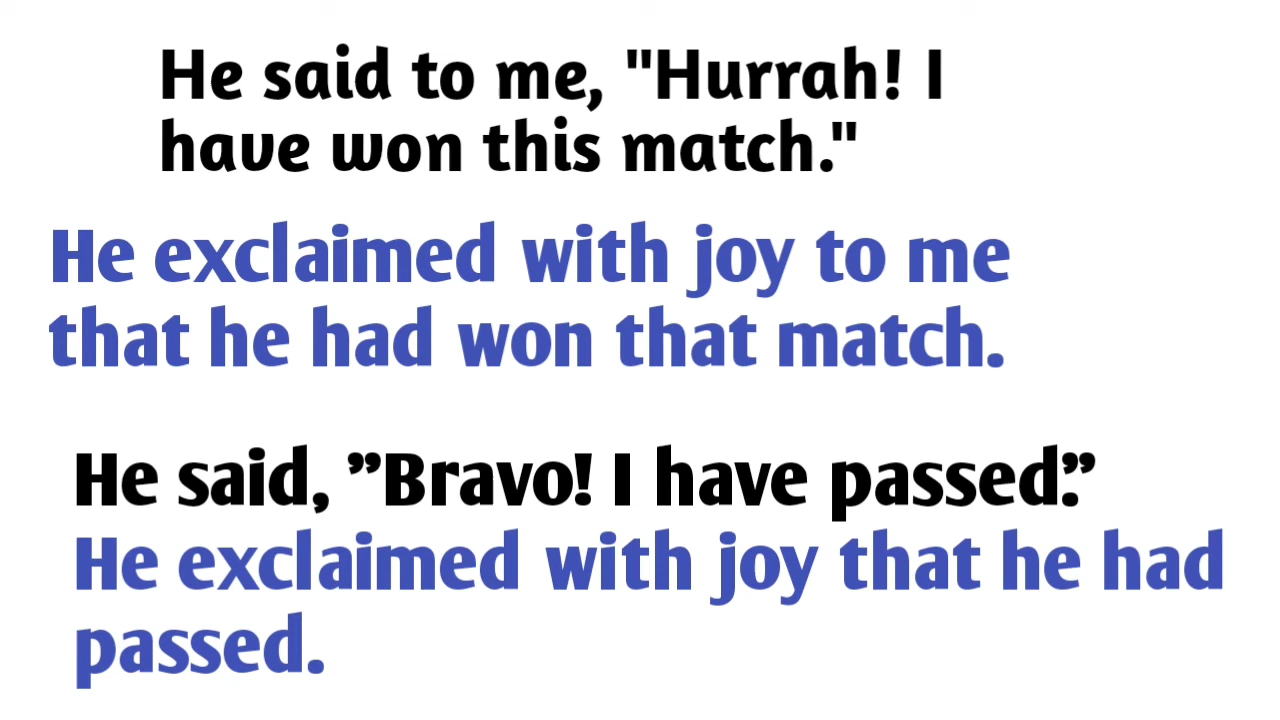 He said to me, "Hurrah! I
have won this match."
He exclaimed with joy to me
that he had won that match.
He said, ”Bravo! I have passed.”
He exclaimed with joy that he had
passed.